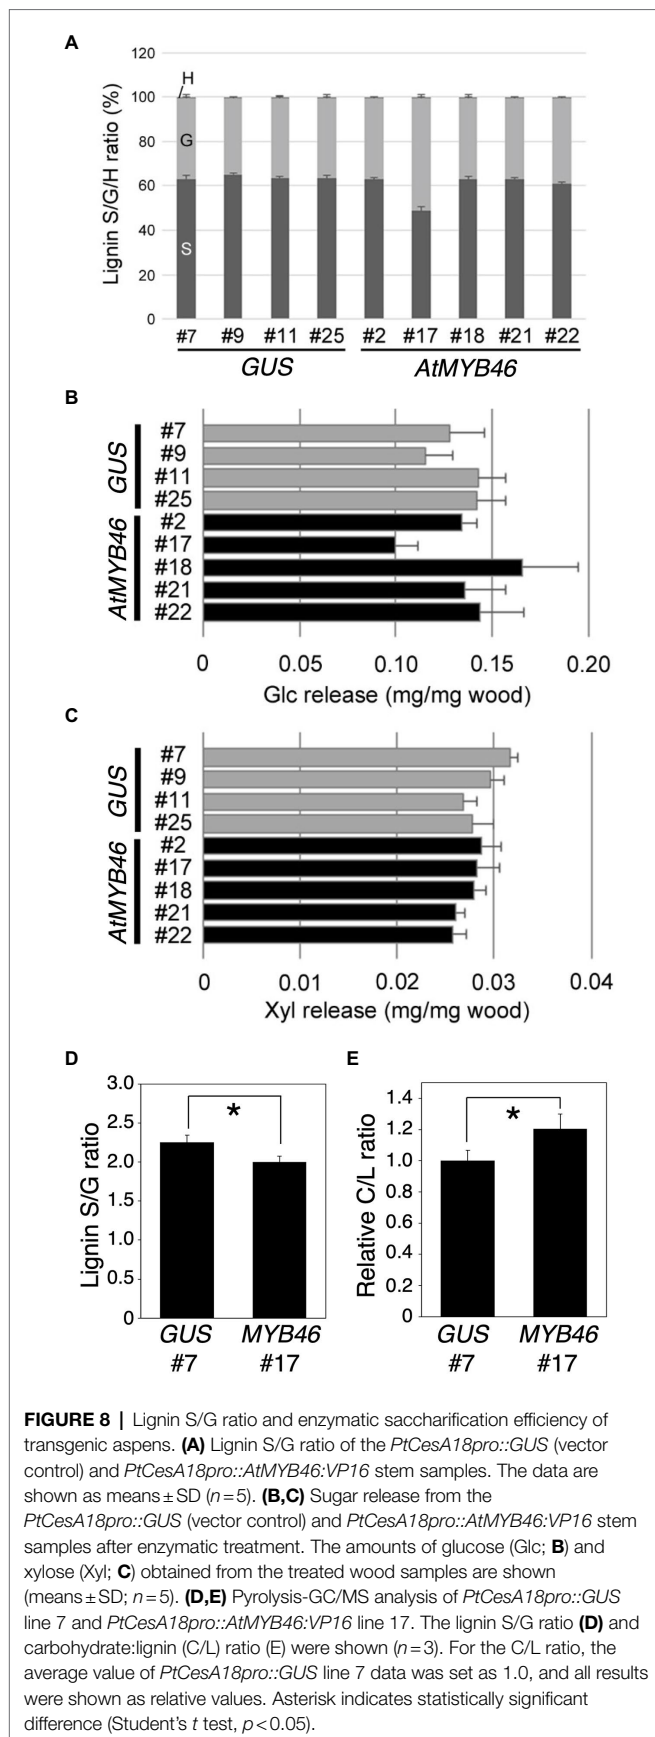 A
120
100
80
60
40
20
0
Lignin S/G/H ratio (%)
H
G
S
#7 #9 #11 #25 #2 #17 #18 #21 #22
GUS AtMYB46
B
GUS
AtMYB46
#7
#9
#11
#25
#2
#17
#18
#21
#22
0 0.05 0.10 0.15 0.20
Glc release (mg/mg wood)
C
GUS
AtMYB46
#7
#9
#11
#25
#2
#17
#18
#21
#22
0 0.01 0.02 0.03 0.04
Xyl release (mg/mg wood)
D
3.0
2.5
2.0
1.5
1.0
0.5
0
Lignin S/G ratio
*
GUS MYB46
#7 #17
E
1.4
1.2
1.0
0.8
0.6
0.4
0.2
0
Relative C/L ratio
*
GUS MYB46
#7 #17
FIGURE 8 | Lignin S/G ratio and enzymatic saccharification efficiency of
transgenic aspens. (A) Lignin S/G ratio of the PtCesA18pro::GUS (vector
control) and PtCesA18pro::AtMYB46:VP16 stem samples. The data are
shown as means ± SD (n = 5). (B,C) Sugar release from the
PtCesA18pro::GUS (vector control) and PtCesA18pro::AtMYB46:VP16 stem
samples after enzymatic treatment. The amounts of glucose (Glc; B) and
xylose (Xyl; C) obtained from the treated wood samples are shown
(means ± SD; n = 5). (D,E) Pyrolysis-GC/MS analysis of PtCesA18pro::GUS
line 7 and PtCesA18pro::AtMYB46:VP16 line 17. The lignin S/G ratio (D) and
carbohydrate:lignin (C/L) ratio (E) were shown (n = 3). For the C/L ratio, the
average value of PtCesA18pro::GUS line 7 data was set as 1.0, and all results
were shown as relative values. Asterisk indicates statistically significant
difference (Student's t test, p < 0.05).